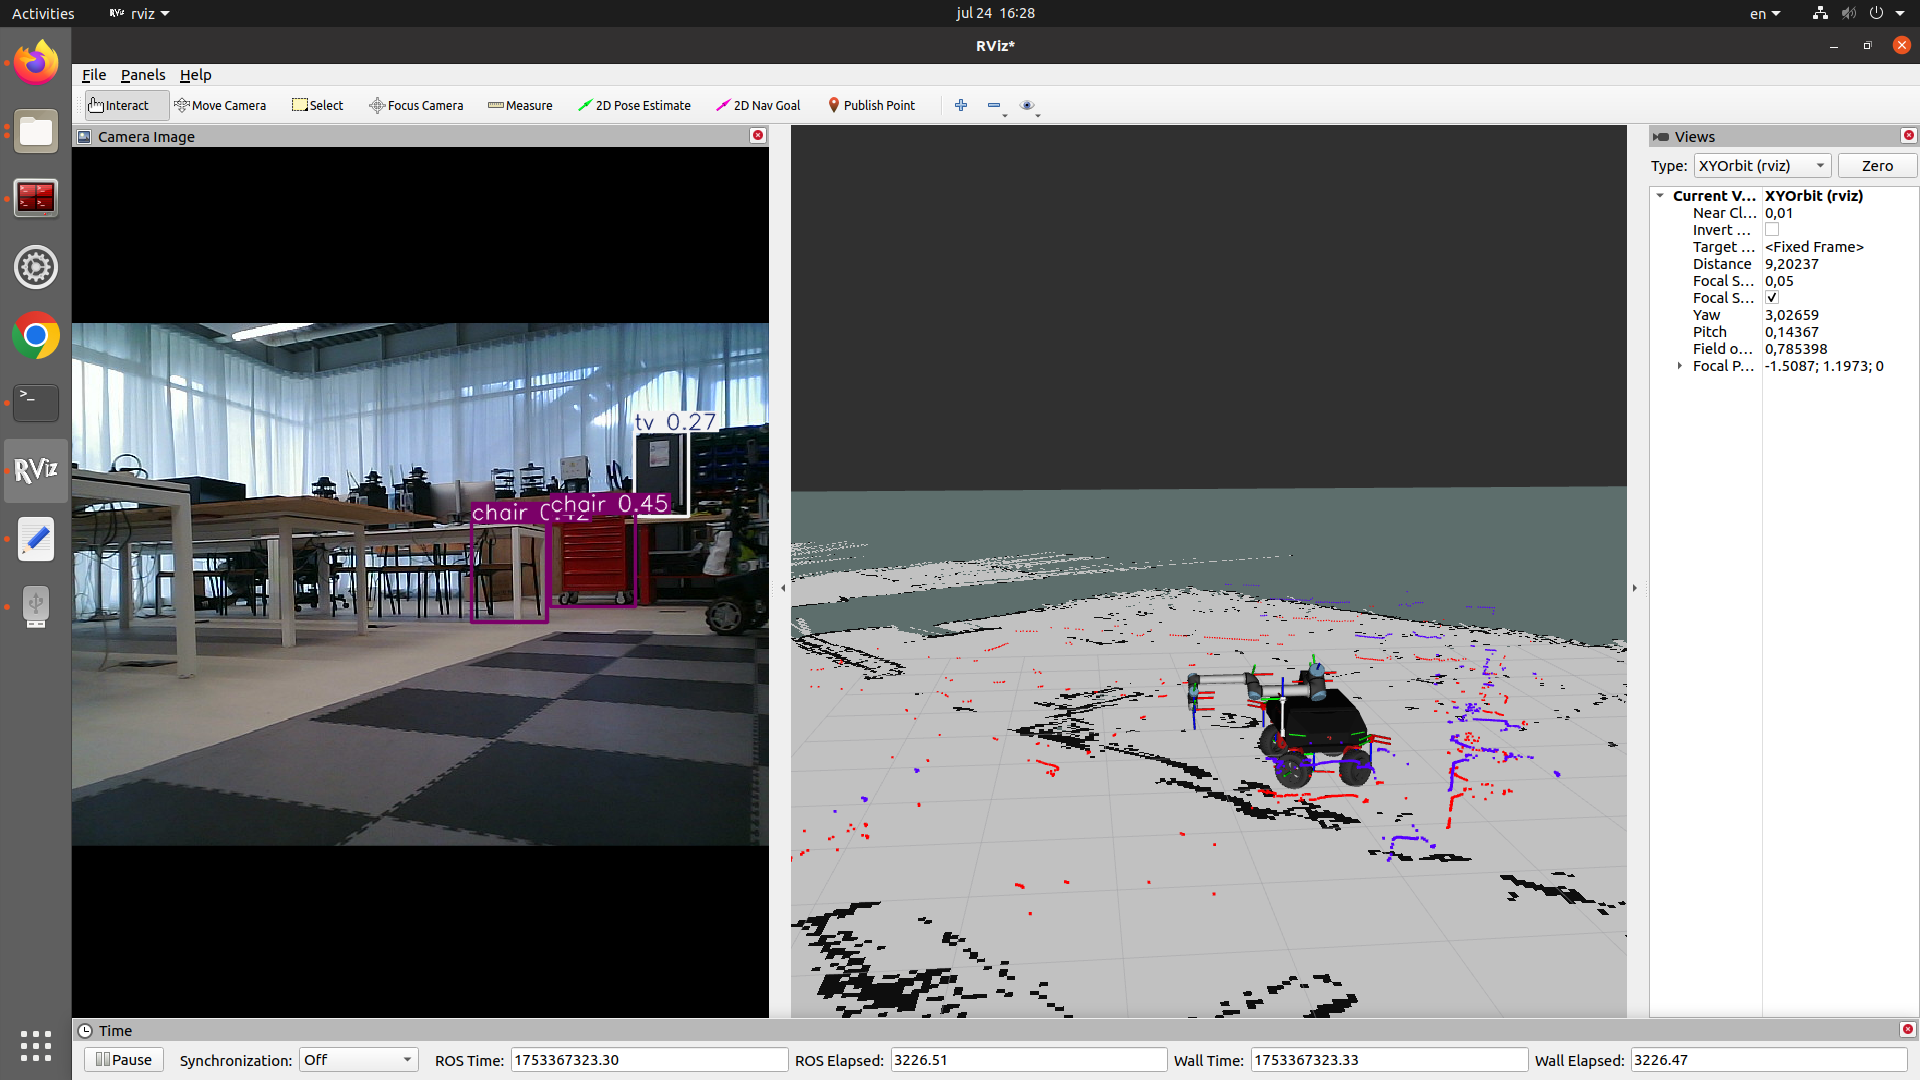 Activities
RViz rviz
jul 24 16:28
en
RViz*
File Panels Help
Interact Move Camera Select Focus Camera Measure 2D Pose Estimate 2D Nav Goal Publish Point
Camera Image
tv 0.27
chair 0.45
chair
Views
Type: XYOrbit (rviz) Zero
Current V... XYOrbit (rviz)
Near Cl... 0,01
Invert ...
Target ... <Fixed Frame>
Distance 9,20237
Focal S... 0,05
Focal S...
Yaw 3,02659
Pitch 0,14367
Field o... 0,785398
Focal P... -1.5087; 1.1973; 0
RViz
Time
Pause Synchronization: Off ROS Time: 1753367323.30 ROS Elapsed: 3226.51 Wall Time: 1753367323.33 Wall Elapsed: 3226.47